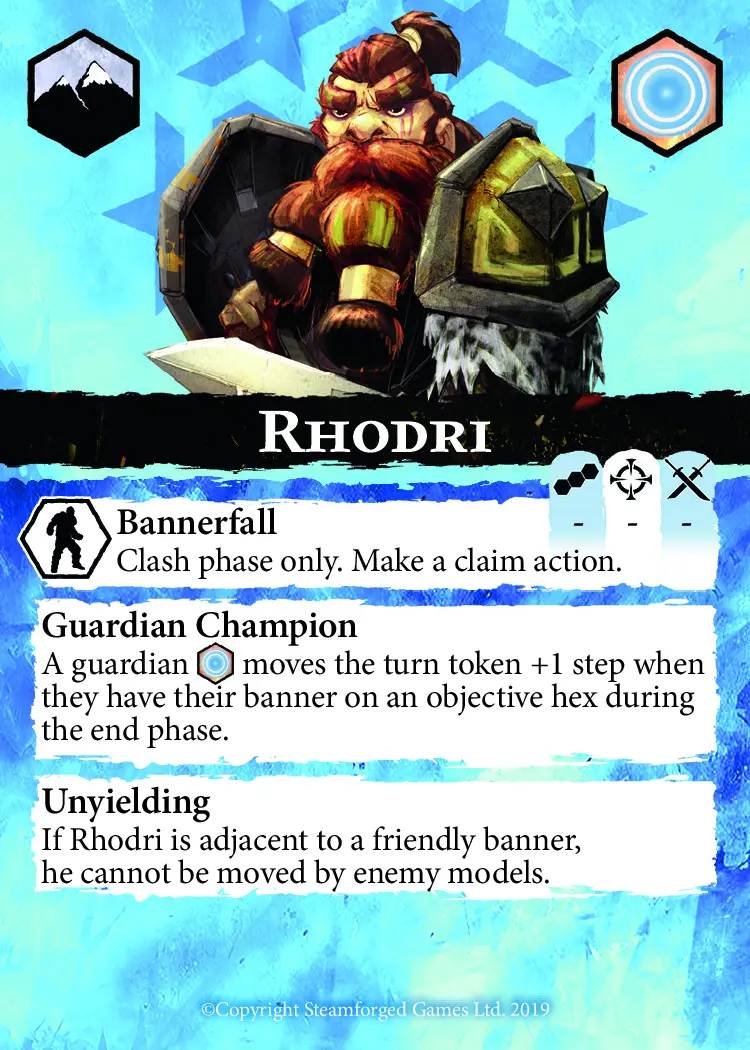 Rhodri
Bannerfall
- - -
Clash phase only. Make a claim action.
Guardian Champion
A guardian moves the turn token +1 step when
they have their banner on an objective hex during
the end phase.
Unyielding
If Rhodri is adjacent to a friendly banner,
he cannot be moved by enemy models.
©Copyright Steamforged Games Ltd. 2019